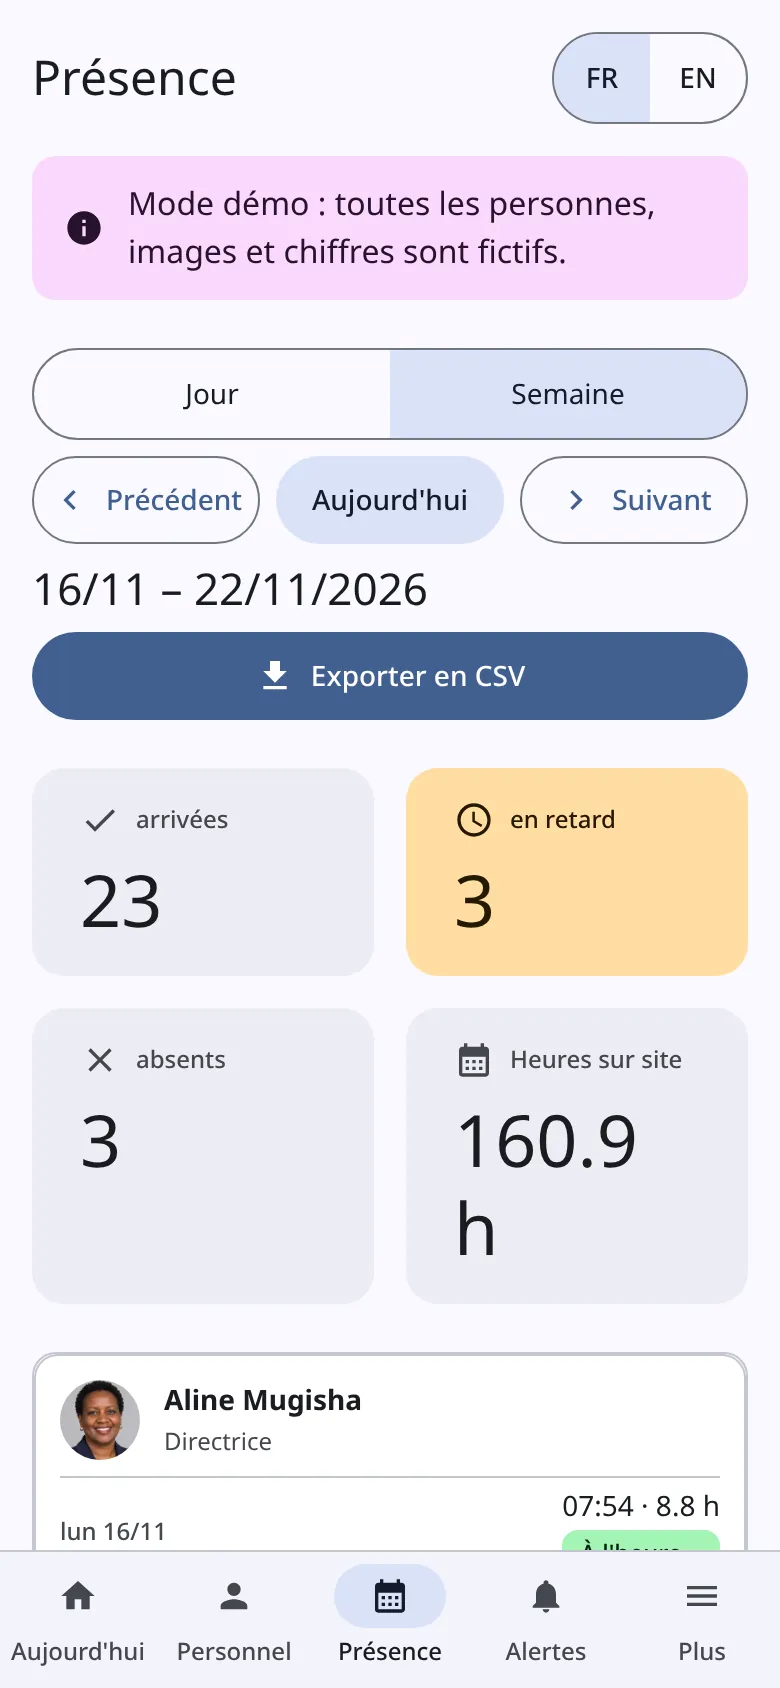 Présence
FR
EN
Mode démo : toutes les personnes,
images et chiffres sont fictifs.
Jour
Semaine
Précédent
Aujourd'hui
Suivant
16/11 – 22/11/2026
Exporter en CSV
arrivées
23
en retard
3
absents
3
Heures sur site
160.9
h
Aline Mugisha
Directrice
lun 16/11
07:54 · 8.8 h
À l'heure
Aujourd'hui
Personnel
Présence
Alertes
Plus